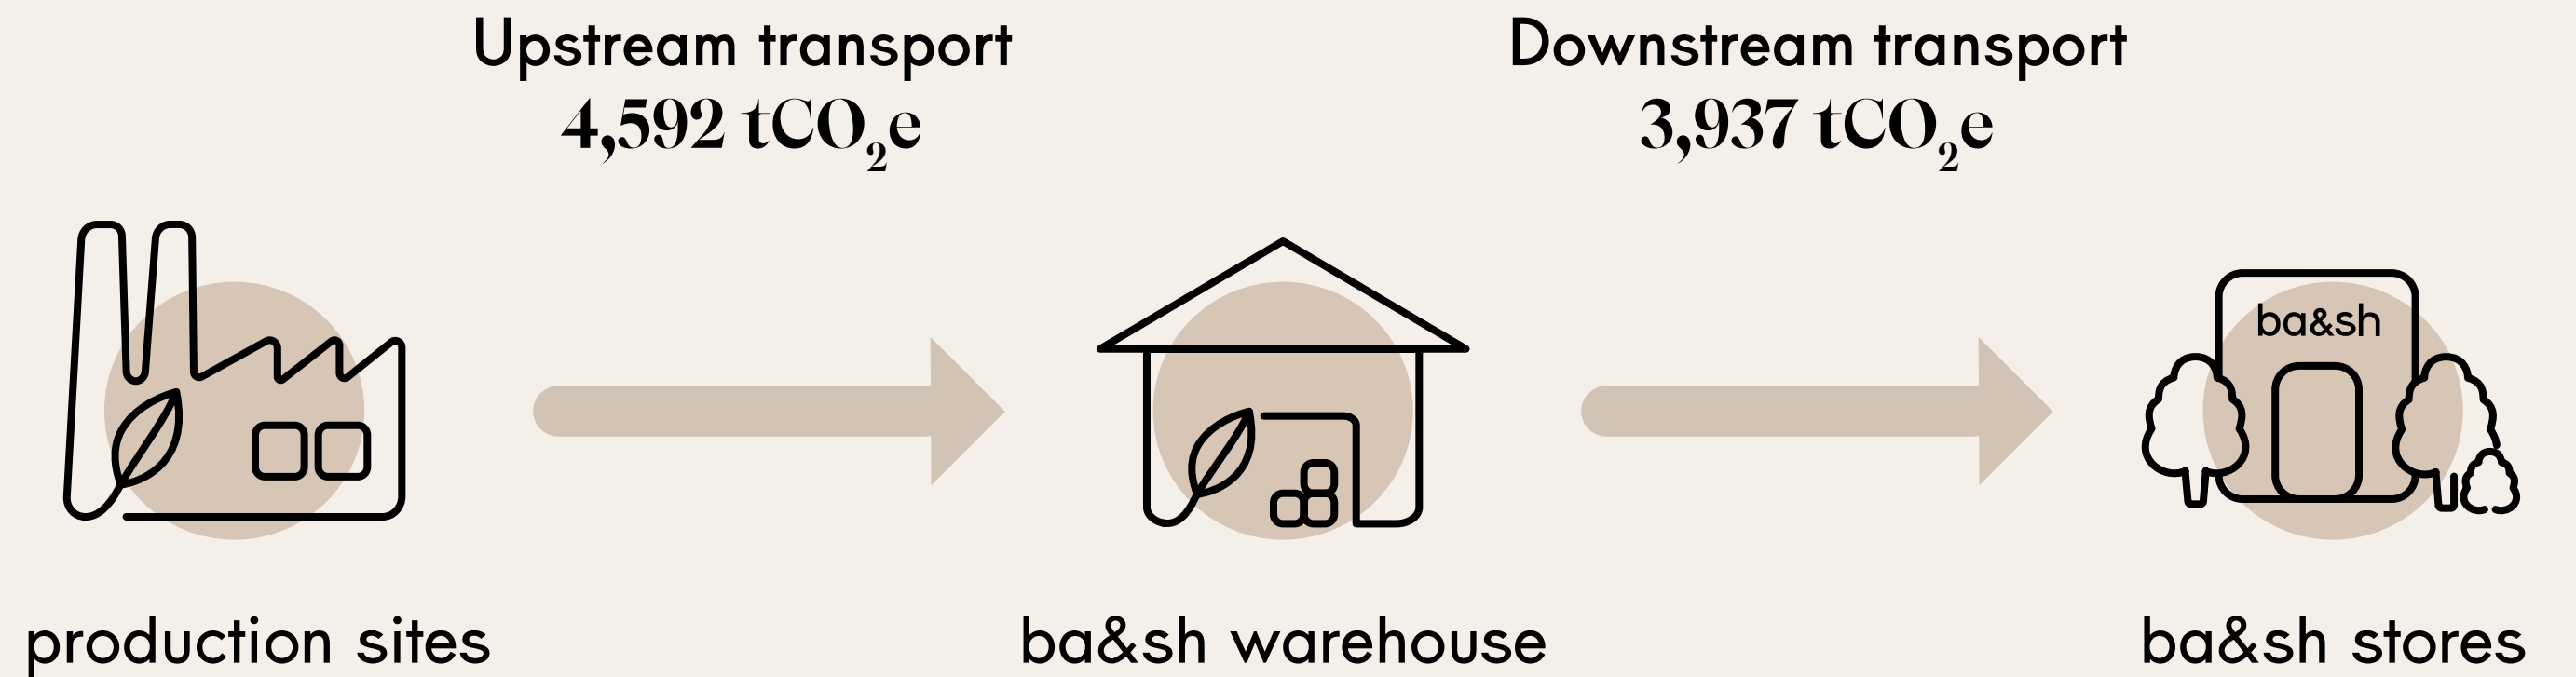 Upstream transport
4,592 tCO₂e
Downstream transport
3,937 tCO₂e
ba&sh
production sites
ba&sh warehouse
ba&sh stores